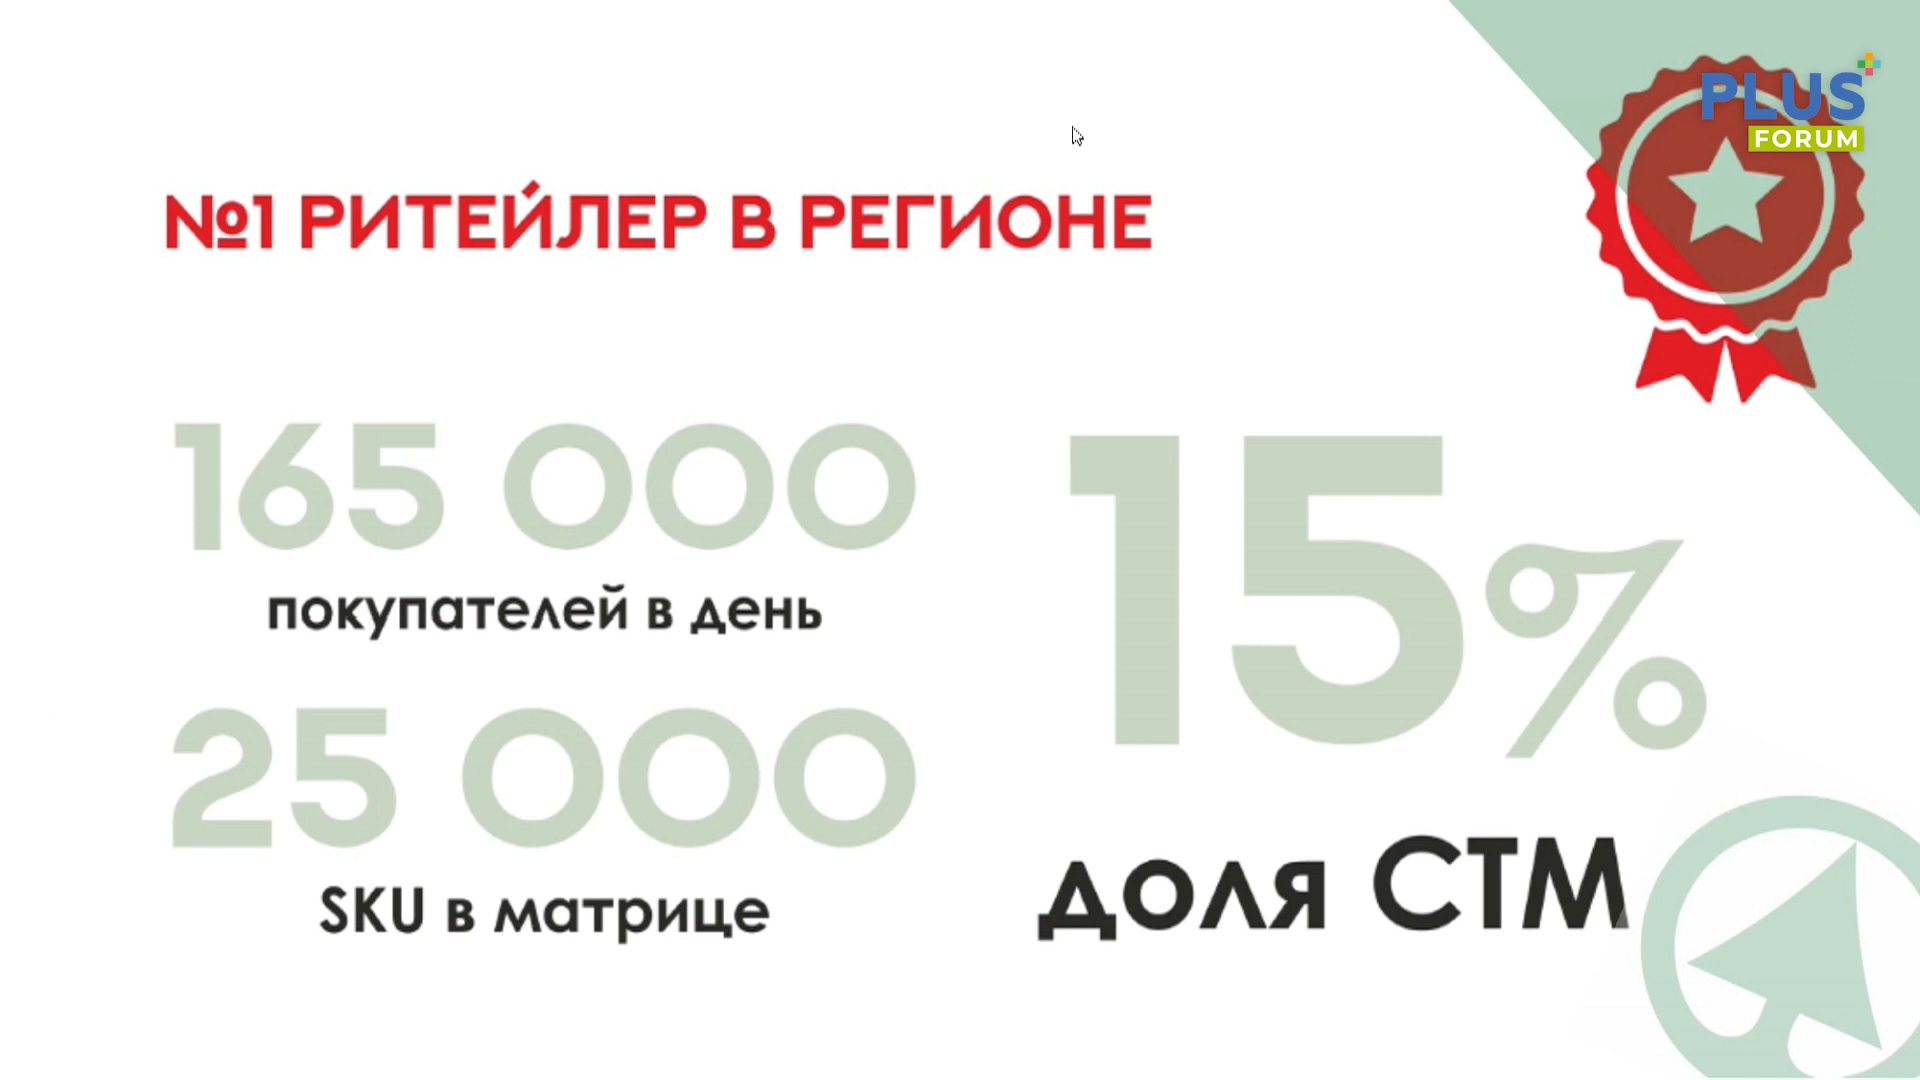 PLUS
FORUM
№1 РИТЕЙЛЕР В РЕГИОНЕ
165 000
покупателей в день
25 000
SKU в матрице
15%
доля СТМ